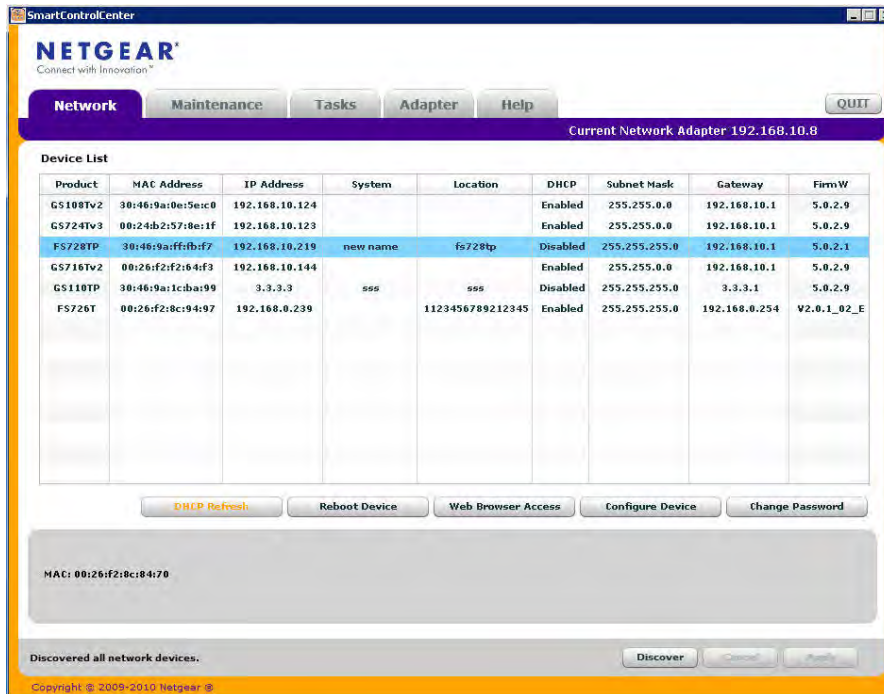 SmartControlCenter
NETGEAR®
Connect with Innovation™
Network Maintenance Tasks Adapter Help QUIT
Current Network Adapter 192.168.10.8
Device List
Product MAC Address IP Address System Location DHCP Subnet Mask Gateway FirmW
GS108Tv2 30:46:9a:0e:5e:c0 192.168.10.124 Enabled 255.255.0.0 192.168.10.1 5.0.2.9
GS724Tv3 00:24:b2:57:8e:1f 192.168.10.123 Enabled 255.255.0.0 192.168.10.1 5.0.2.9
FS728TP 30:46:9a:ff:fb:f7 192.168.10.219 new name fs728tp Disabled 255.255.255.0 192.168.10.1 5.0.2.1
GS716Tv2 00:26:f2:f2:64:f3 192.168.10.144 Enabled 255.255.0.0 192.168.10.1 5.0.2.9
GS110TP 30:46:9a:1c:ba:99 3.3.3.3 sss sss Disabled 255.255.255.0 3.3.3.1 5.0.2.9
FS726T 00:26:f2:8c:94:97 192.168.0.239 1123456789212345 Enabled 255.255.255.0 192.168.0.254 V2.0.1_02_E
DHCP Refresh Reboot Device Web Browser Access Configure Device Change Password
MAC: 00:26:f2:8c:84:70
Discovered all network devices. Discover Cancel Apply
Copyright © 2009-2010 Netgear ®